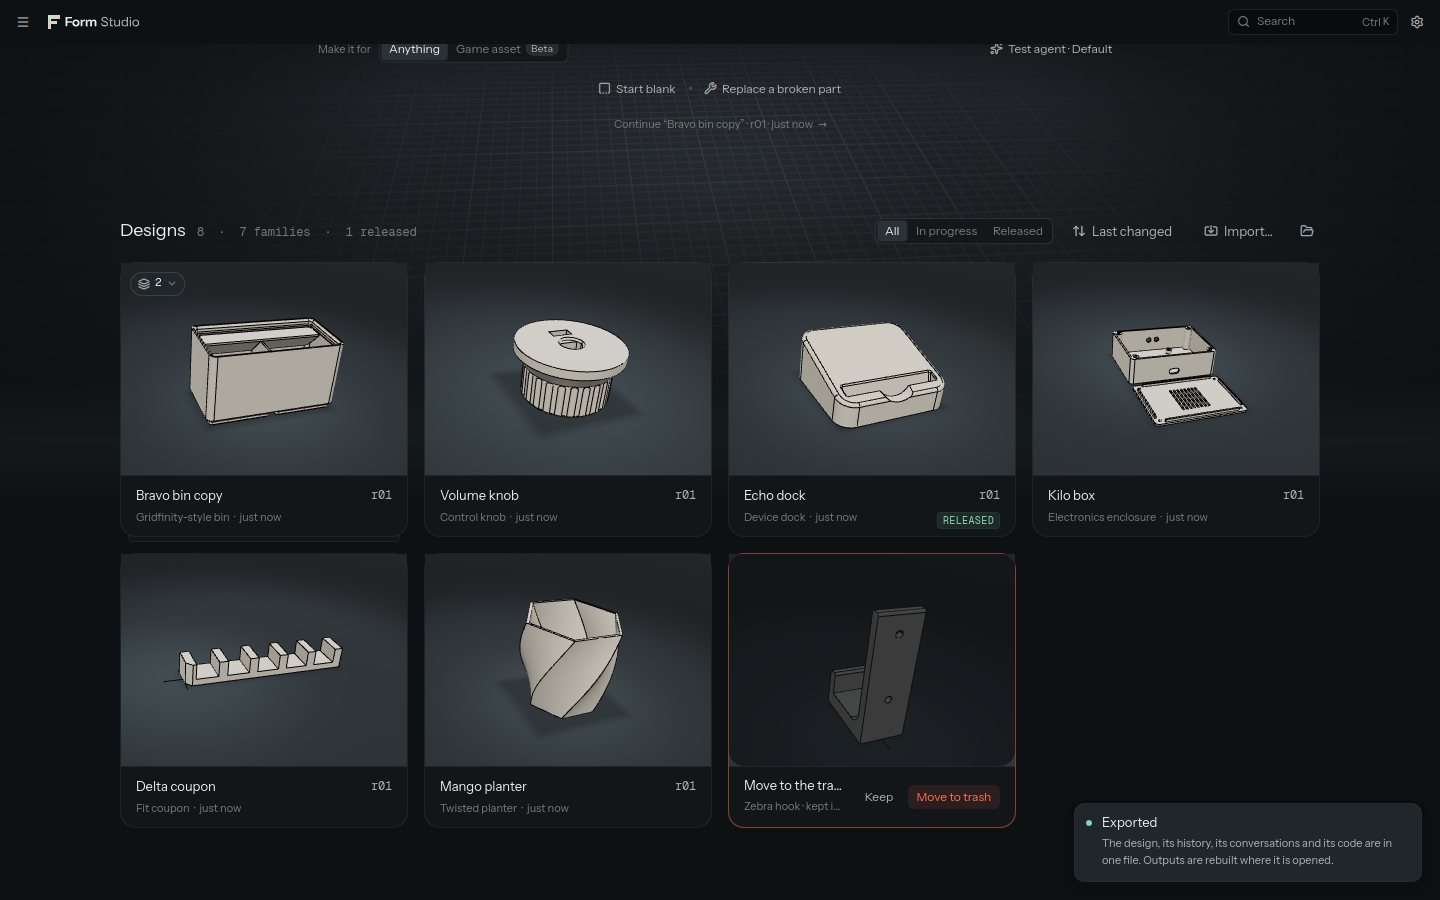 Form Studio
Search
Ctrl K
Make it for
Anything
Game asset
Beta
Test agent · Default
Start blank
·
Replace a broken part
Continue “Bravo bin copy” · r01 · just now →
Designs
8 · 7 families · 1 released
All
In progress
Released
Last changed
Import...
2
Bravo bin copy
r01
Gridfinity-style bin · just now
Volume knob
r01
Control knob · just now
Echo dock
r01
Device dock · just now
RELEASED
Kilo box
r01
Electronics enclosure · just now
Delta coupon
r01
Fit coupon · just now
Mango planter
r01
Twisted planter · just now
Move to the tra...
Zebra hook · kept i...
Keep
Move to trash
Exported
The design, its history, its conversations and its code are in
one file. Outputs are rebuilt where it is opened.